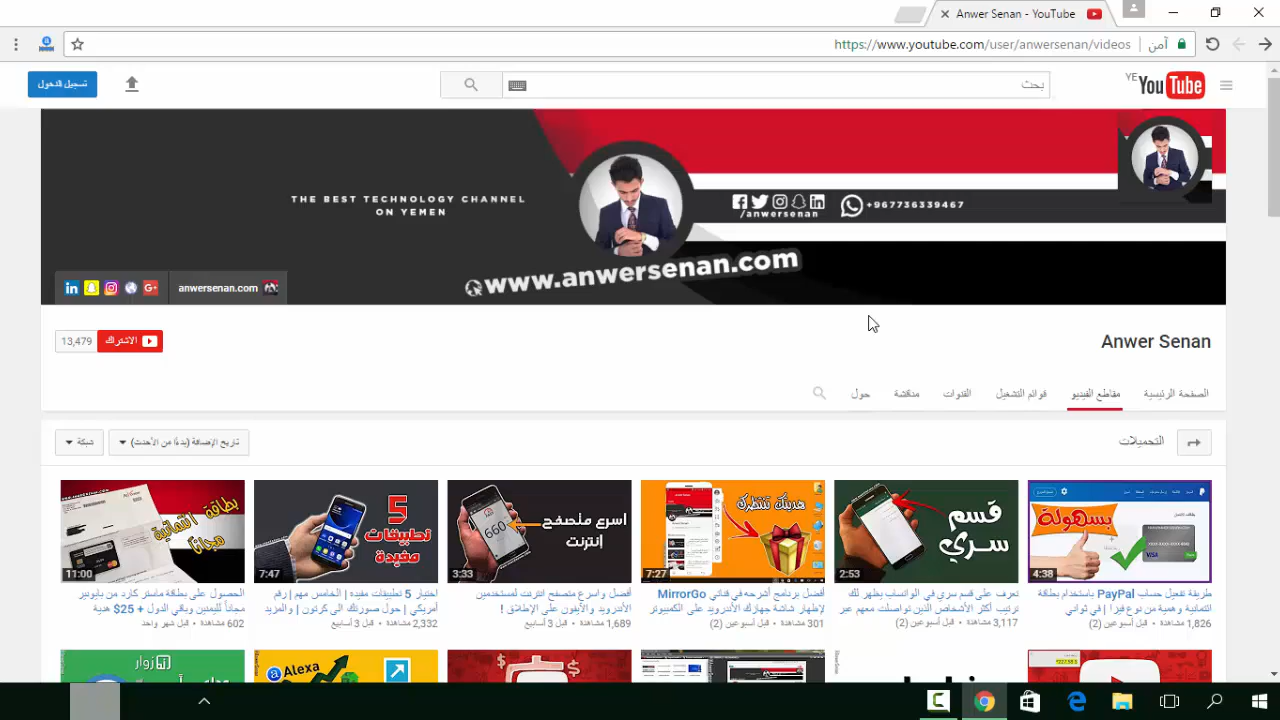 Anwer Senan - YouTube
https://www.youtube.com/user/anwersenan/videos
آمن
YouTube YE
بحث
تسجيل الدخول
THE BEST TECHNOLOGY CHANNEL
ON YEMEN
/anwersenan
+967736339467
www.anwersenan.com
anwersenan.com
Anwer Senan
الاشتراك 13,479
الصفحة الرئيسية
مقاطع الفيديو
قوائم التشغيل
القنوات
مناقشة
حول
التحميلات
تاريخ الإضافة (بدءًا من الأحدث)
شبكة
بسهولة
4:38
طريقة تفعيل حساب PayPal باستخدام بطاقة
ائتمانية وهمية من نوع فيزا | في ثواني
1,826 مشاهدة • قبل أسبوعين (2)
قسم
سري
2:53
تعرف على قسم سري في الواتساب يظهر لك
ترتيب أكثر الأشخاص الذين تواصلت معهم عبر
3,117 مشاهدة • قبل أسبوعين (2)
هديتك تنتظرك
7:27
أفضل برنامج أشرحه في قناتي MirrorGo
لإظهار شاشة جهازك الأندرويد على الكمبيوتر
301 مشاهدة • قبل أسبوعين (2)
اسرع متصفح
انترنت
3:33
أفضل واسرع متصفح انترنت لمستخدمين
الأندرويد والآيفون على الإطلاق !
1,689 مشاهدة • قبل 3 أسابيع
5
تطبيقات
مفيدة
7:47
اختيار 5 تطبيقات مفيدة | الخامس مهم | رقم
أمريكي | حول صورتك الى كرتون | والمزيد
2,332 مشاهدة • قبل 3 أسابيع
بطاقة ائتمانية
مجاناً
11:00
الحصول على بطاقة ماستر كارد من بايونير
مجاناً لليمنين وباقي الدول + 25$ هدية
602 مشاهدة • قبل شهر واحد
Alexa
زوار